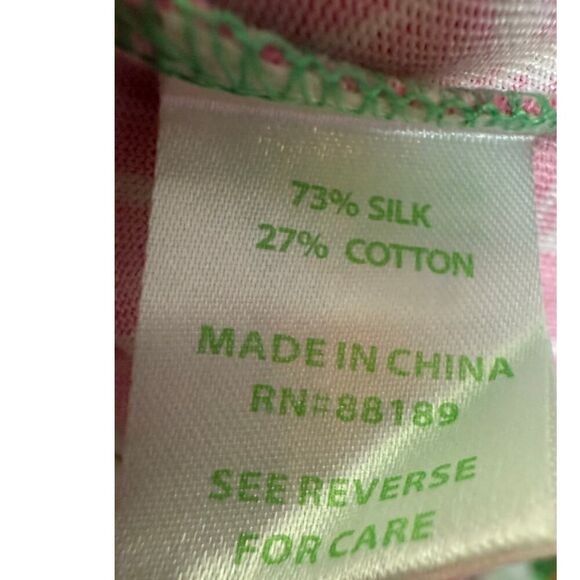 73% SILK
27% COTTON
MADE IN CHINA
RN#88189
SEE REVERSE
FOR CARE